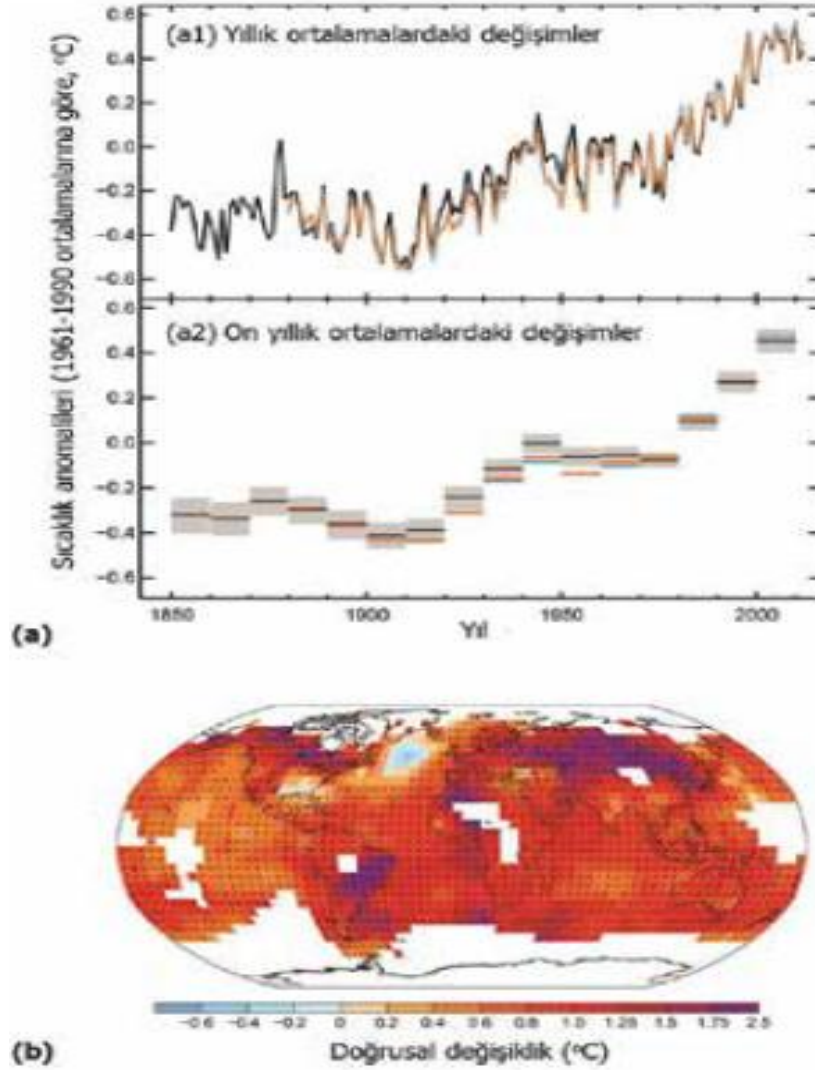 Sıcaklık anomalileri (1961-1990 ortalamalarına göre, ºC)
(a1) Yıllık ortalamalardaki değişimler
0.6
0.4
0.2
0.0
−0.2
−0.4
−0.6
(a2) On yıllık ortalamalardaki değişimler
0.6
0.4
0.2
0.0
−0.2
−0.4
−0.6
1850 1900 1950 2000
Yıl
(a)
−0.6 −0.4 −0.2 0 0.2 0.4 0.6 0.8 1.0 1.25 1.5 1.75 2.5
(b) Doğrusal değişiklik (ºC)